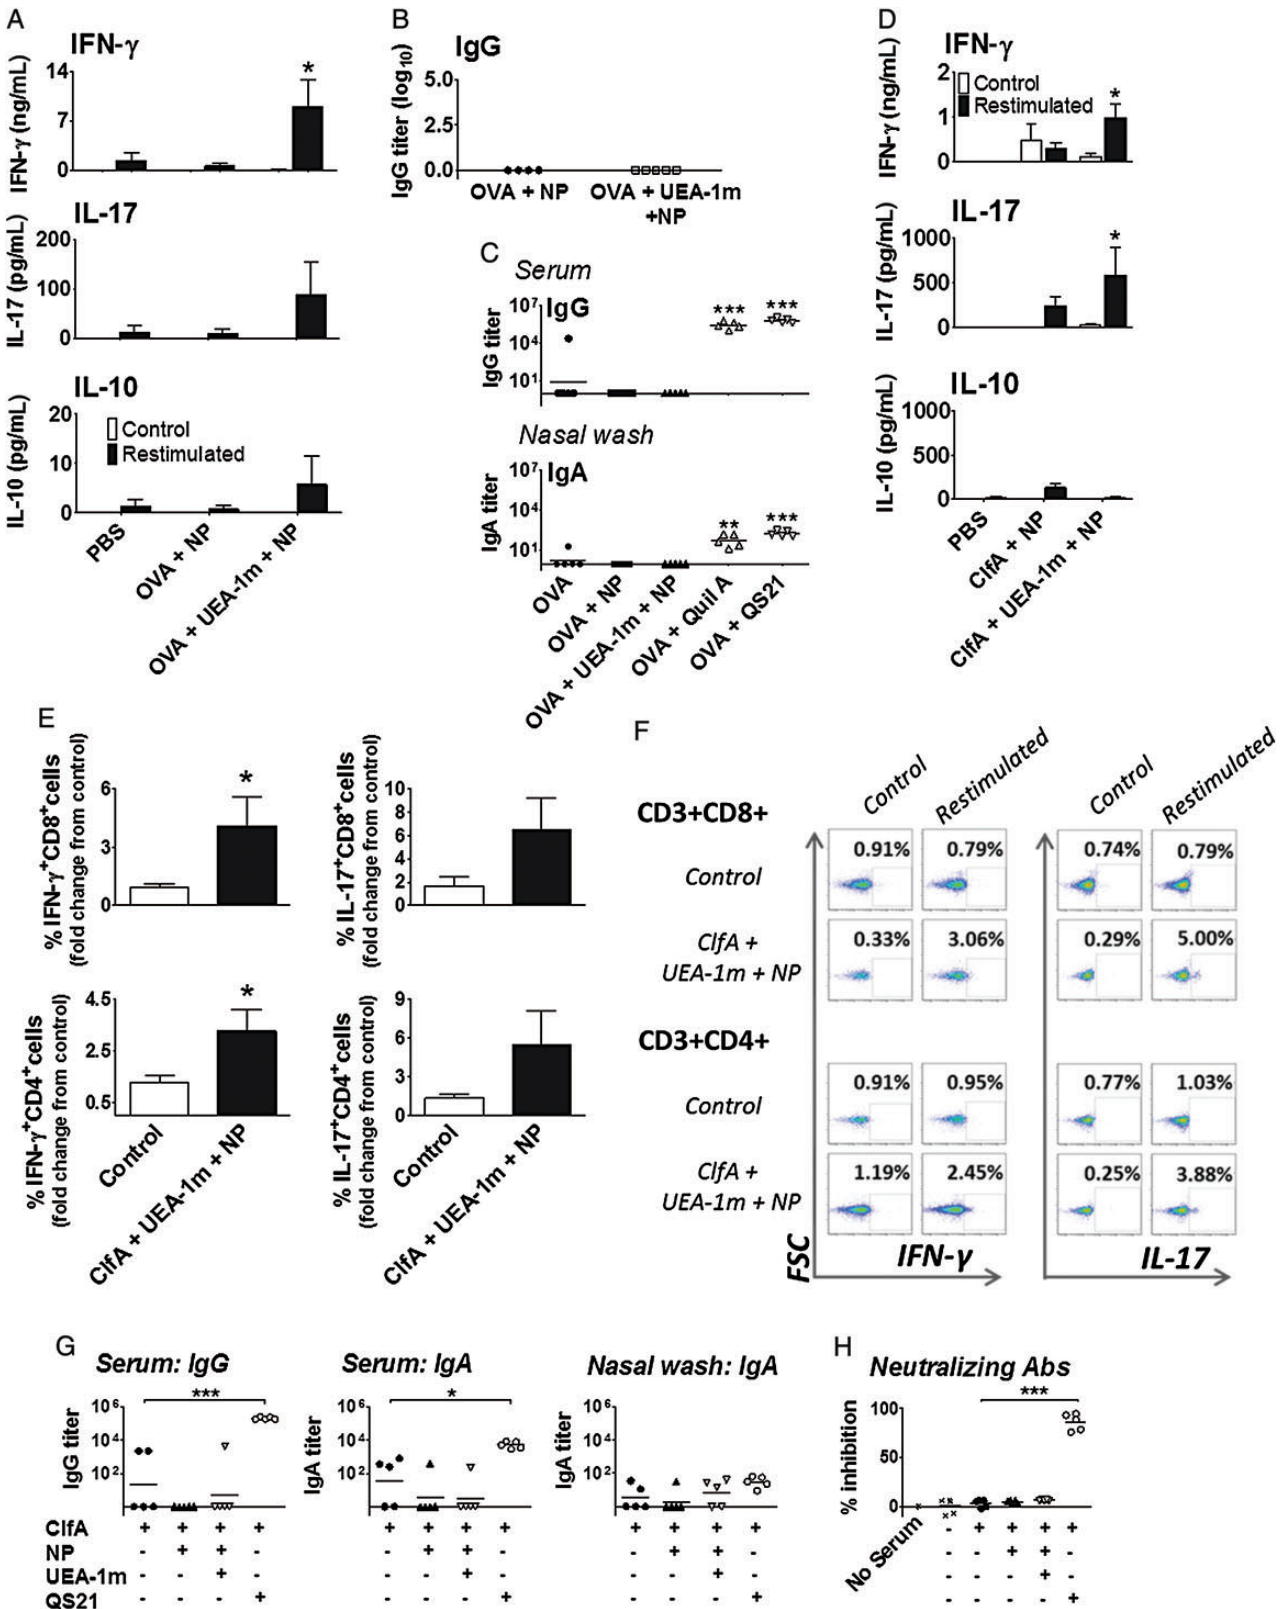 A
IFN-γ
IFN-γ (ng/mL)
14
7
0
*
IL-17
IL-17 (pg/mL)
200
100
0
IL-10
IL-10 (pg/mL)
20
10
0
Control
Restimulated
PBS
OVA + NP
OVA + UEA-1m + NP
B
IgG
IgG titer (log10)
5.0
2.5
0.0
OVA + NP
OVA + UEA-1m
+NP
C
Serum
IgG
IgG titer
10^7
10^4
10^1
***
***
Nasal wash
IgA
IgA titer
10^7
10^4
10^1
**
***
OVA
OVA + NP
OVA + UEA-1m + NP
OVA + Quil A
OVA + QS21
D
IFN-γ
IFN-γ (ng/mL)
2
1
0
Control
Restimulated
*
IL-17
IL-17 (pg/mL)
1000
500
0
*
IL-10
IL-10 (pg/mL)
1000
500
0
PBS
ClfA + NP
ClfA + UEA-1m + NP
E
% IFN-γ+CD8+cells
(fold change from control)
6
3
0
*
% IL-17+CD8+cells
(fold change from control)
10
8
6
4
2
0
% IFN-γ+CD4+cells
(fold change from control)
4.5
2.5
0.5
*
Control
ClfA + UEA-1m + NP
% IL-17+CD4+cells
(fold change from control)
9
6
3
0
Control
ClfA + UEA-1m + NP
F
Control
Restimulated
Control
Restimulated
CD3+CD8+
Control
0.91% 0.79% 0.74% 0.79%
ClfA +
UEA-1m + NP
0.33% 3.06% 0.29% 5.00%
CD3+CD4+
Control
0.91% 0.95% 0.77% 1.03%
ClfA +
UEA-1m + NP
1.19% 2.45% 0.25% 3.88%
FSC
IFN-γ
IL-17
G
Serum: IgG
IgG titer
10^6
10^4
10^2
***
Serum: IgA
IgA titer
10^6
10^4
10^2
*
Nasal wash: IgA
IgA titer
10^6
10^4
10^2
H
Neutralizing Abs
% inhibition
100
50
0
***
No Serum
ClfA + + + + + + + + + + + + - + + + +
NP - + + - - + + - - + + - - - + + -
UEA-1m - - + - - - + - - - + - - - - + -
QS21 - - - + - - - + - - - + - - - - +